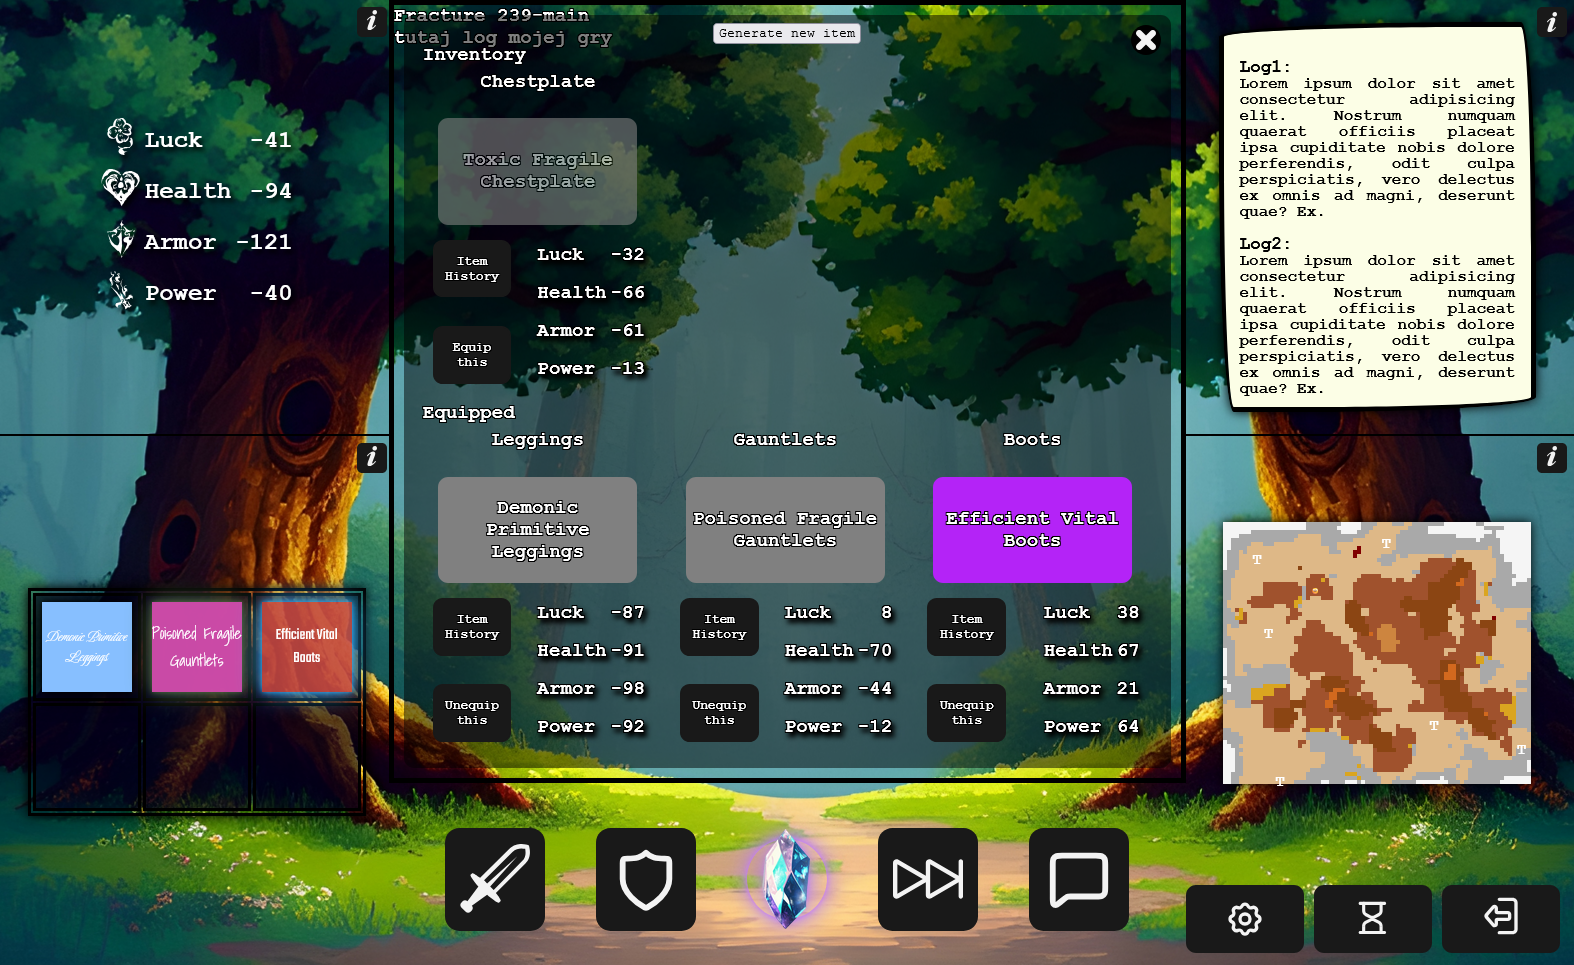 Luck -41
Health -94
Armor -121
Power -40
Demonic Primitive
Leggings
Poisoned Fragile
Gauntlets
Efficient Vital
Boots
Fracture 239-main
tutaj log mojej gry
Generate new item
Inventory
Chestplate
Toxic Fragile
Chestplate
Item
History
Equip
this
Luck -32
Health -66
Armor -61
Power -13
Equipped
Leggings
Demonic
Primitive
Leggings
Item
History
Unequip
this
Luck -87
Health -91
Armor -98
Power -92
Gauntlets
Poisoned Fragile
Gauntlets
Item
History
Unequip
this
Luck 8
Health -70
Armor -44
Power -12
Boots
Efficient Vital
Boots
Item
History
Unequip
this
Luck 38
Health 67
Armor 21
Power 64
Log1:
Lorem ipsum dolor sit amet
consectetur adipisicing
elit. Nostrum numquam
quaerat officiis placeat
ipsa cupiditate nobis dolore
perferendis, odit culpa
perspiciatis, vero delectus
ex omnis ad magni, deserunt
quae? Ex.
Log2:
Lorem ipsum dolor sit amet
consectetur adipisicing
elit. Nostrum numquam
quaerat officiis placeat
ipsa cupiditate nobis dolore
perferendis, odit culpa
perspiciatis, vero delectus
ex omnis ad magni, deserunt
quae? Ex.
T
T
T
T
T
T
i
i
i
i